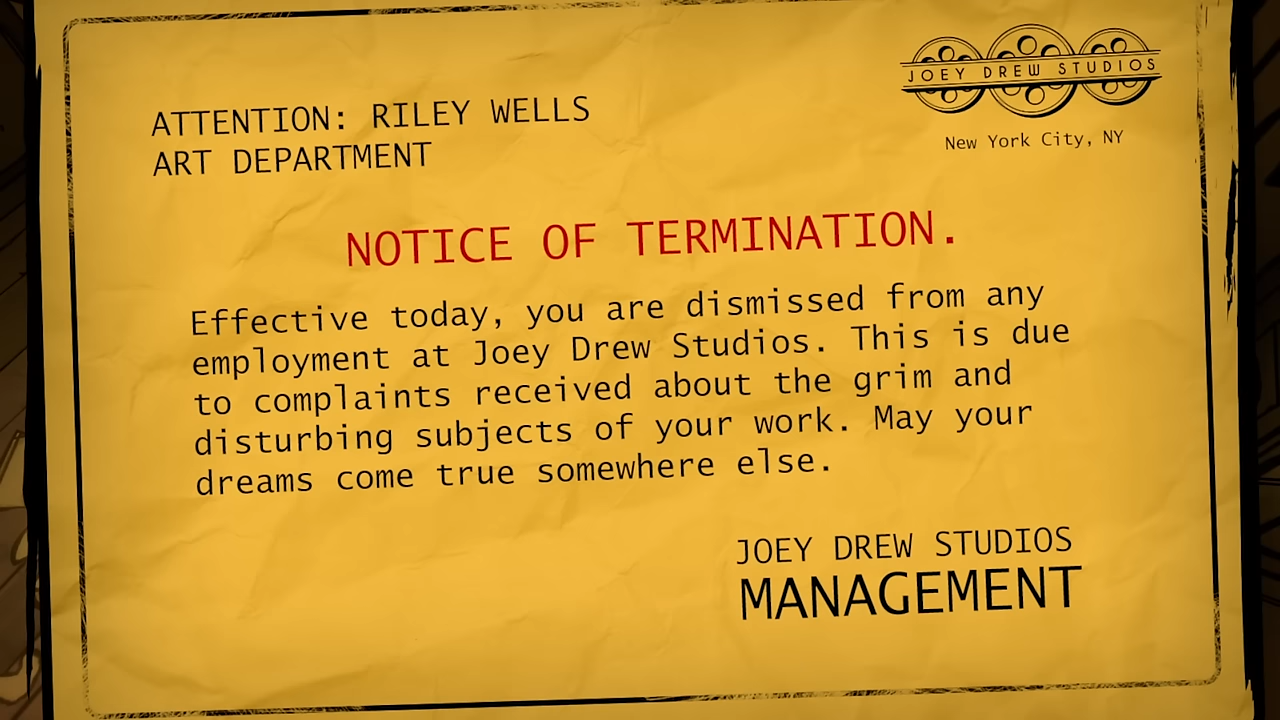 JOEY DREW STUDIOS
New York City, NY
ATTENTION: RILEY WELLS
ART DEPARTMENT
NOTICE OF TERMINATION.
Effective today, you are dismissed from any
employment at Joey Drew Studios. This is due
to complaints received about the grim and
disturbing subjects of your work. May your
dreams come true somewhere else.
JOEY DREW STUDIOS
MANAGEMENT